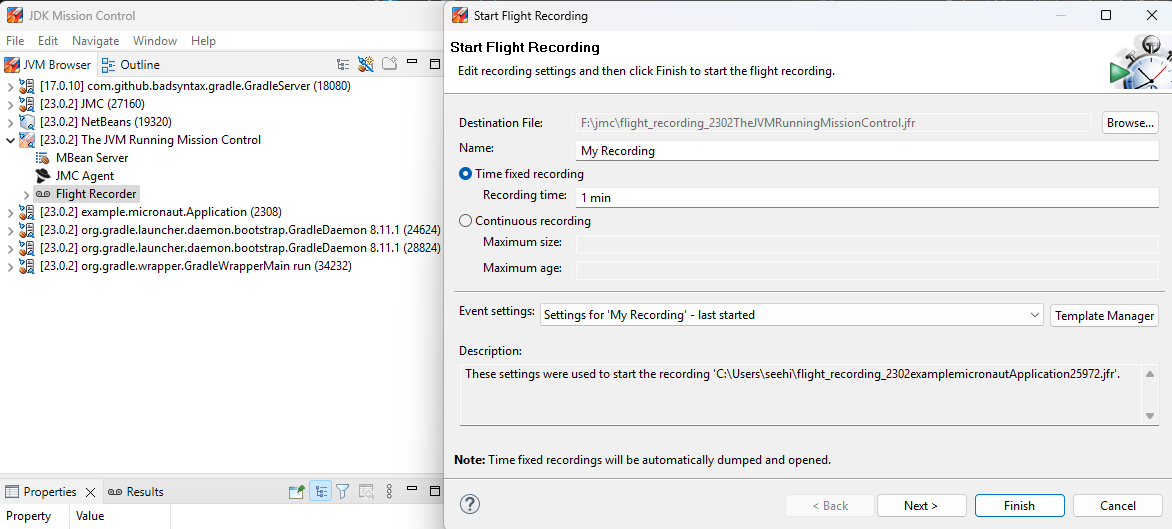 JDK Mission Control
File Edit Navigate Window Help
JVM Browser Outline
[17.0.10] com.github.badsyntax.gradle.GradleServer (18080)
[23.0.2] JMC (27160)
[23.0.2] NetBeans (19320)
[23.0.2] The JVM Running Mission Control
MBean Server
JMC Agent
Flight Recorder
[23.0.2] example.micronaut.Application (2308)
[23.0.2] org.gradle.launcher.daemon.bootstrap.GradleDaemon 8.11.1 (24624)
[23.0.2] org.gradle.launcher.daemon.bootstrap.GradleDaemon 8.11.1 (28824)
[23.0.2] org.gradle.wrapper.GradleWrapperMain run (34232)
Properties Results
Property Value
Start Flight Recording
Start Flight Recording
Edit recording settings and then click Finish to start the flight recording.
Destination File: F:\jmc\flight_recording_2302TheJVMRunningMissionControl.jfr Browse...
Name: My Recording
Time fixed recording
Recording time: 1 min
Continuous recording
Maximum size:
Maximum age:
Event settings: Settings for 'My Recording' - last started Template Manager
Description:
These settings were used to start the recording 'C:\Users\seehi\flight_recording_2302examplemicronautApplication25972.jfr'.
Note: Time fixed recordings will be automatically dumped and opened.
? < Back Next > Finish Cancel